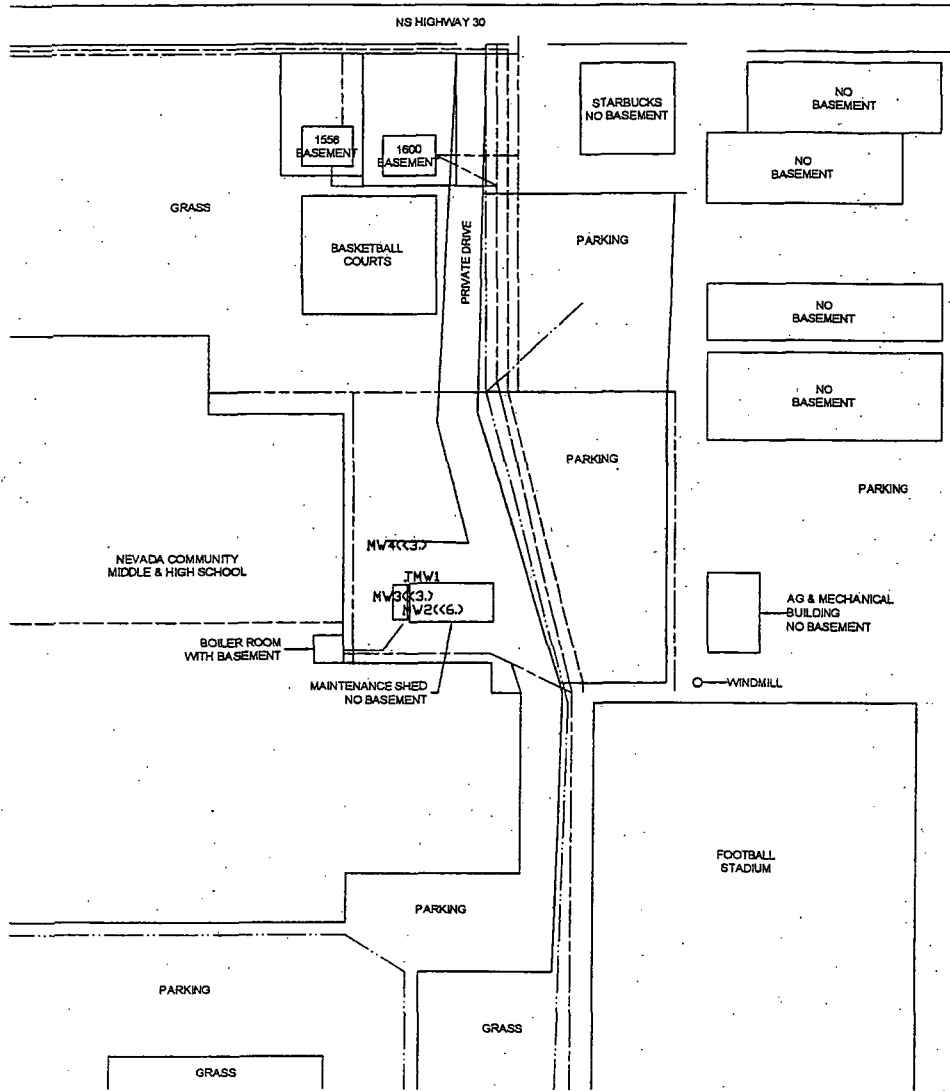 NS HIGHWAY 30
STARBUCKS
NO BASEMENT
NO
BASEMENT
1556
BASEMENT
1600
BASEMENT
NO
BASEMENT
GRASS
BASKETBALL
COURTS
PRIVATE DRIVE
PARKING
NO
BASEMENT
NO
BASEMENT
PARKING
PARKING
NEVADA COMMUNITY
MIDDLE & HIGH SCHOOL
MW4(<3.)
TMW1
MW3(<3.)
MW2(<6.)
AG & MECHANICAL
BUILDING
NO BASEMENT
BOILER ROOM
WITH BASEMENT
MAINTENANCE SHED
NO BASEMENT
WINDMILL
FOOTBALL
STADIUM
PARKING
PARKING
GRASS
GRASS